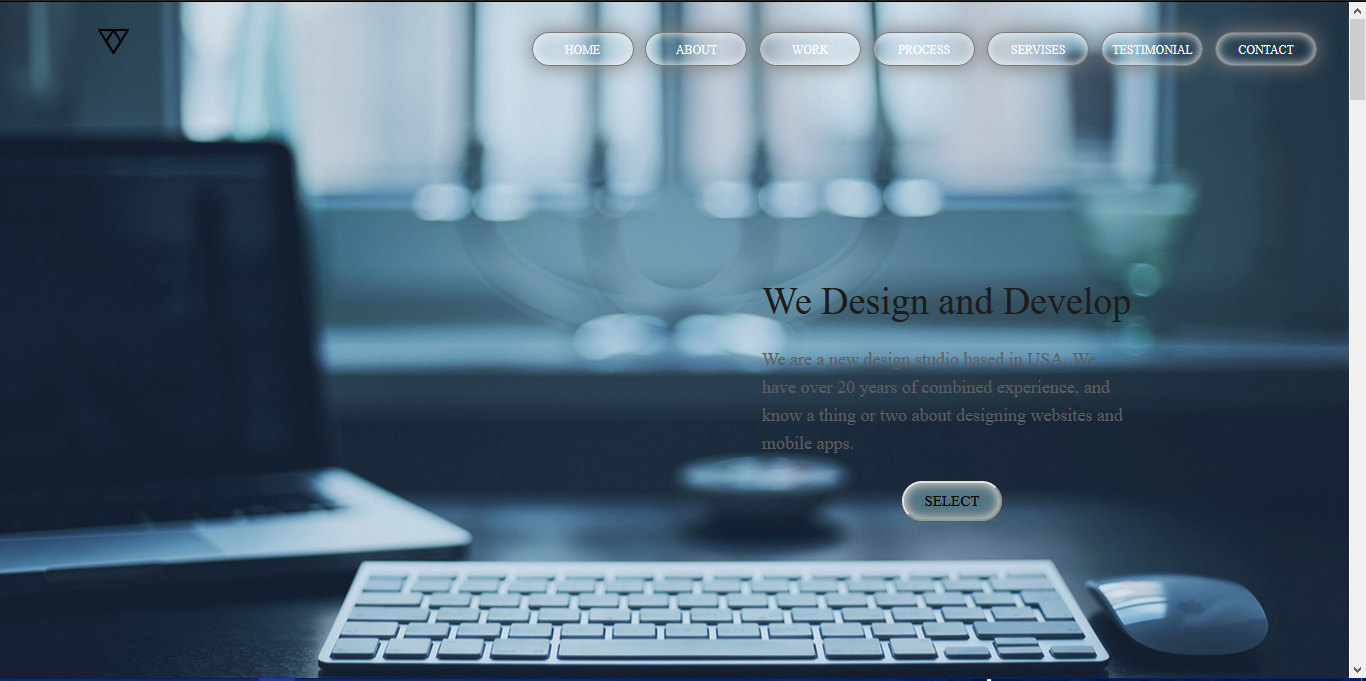 HOME ABOUT WORK PROCESS SERVISES TESTIMONIAL CONTACT
We Design and Develop
We are a new design studio based in USA. We
have over 20 years of combined experience, and
know a thing or two about designing websites and
mobile apps.
SELECT